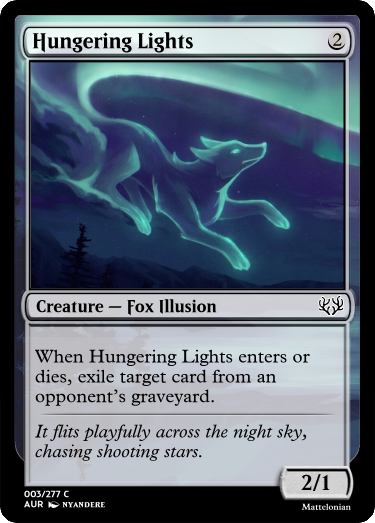 Hungering Lights 2
Creature — Fox Illusion
When Hungering Lights enters or
dies, exile target card from an
opponent's graveyard.
It flits playfully across the night sky,
chasing shooting stars.
2/1
003/277 C
AUR NYANDERE
Mattelonian